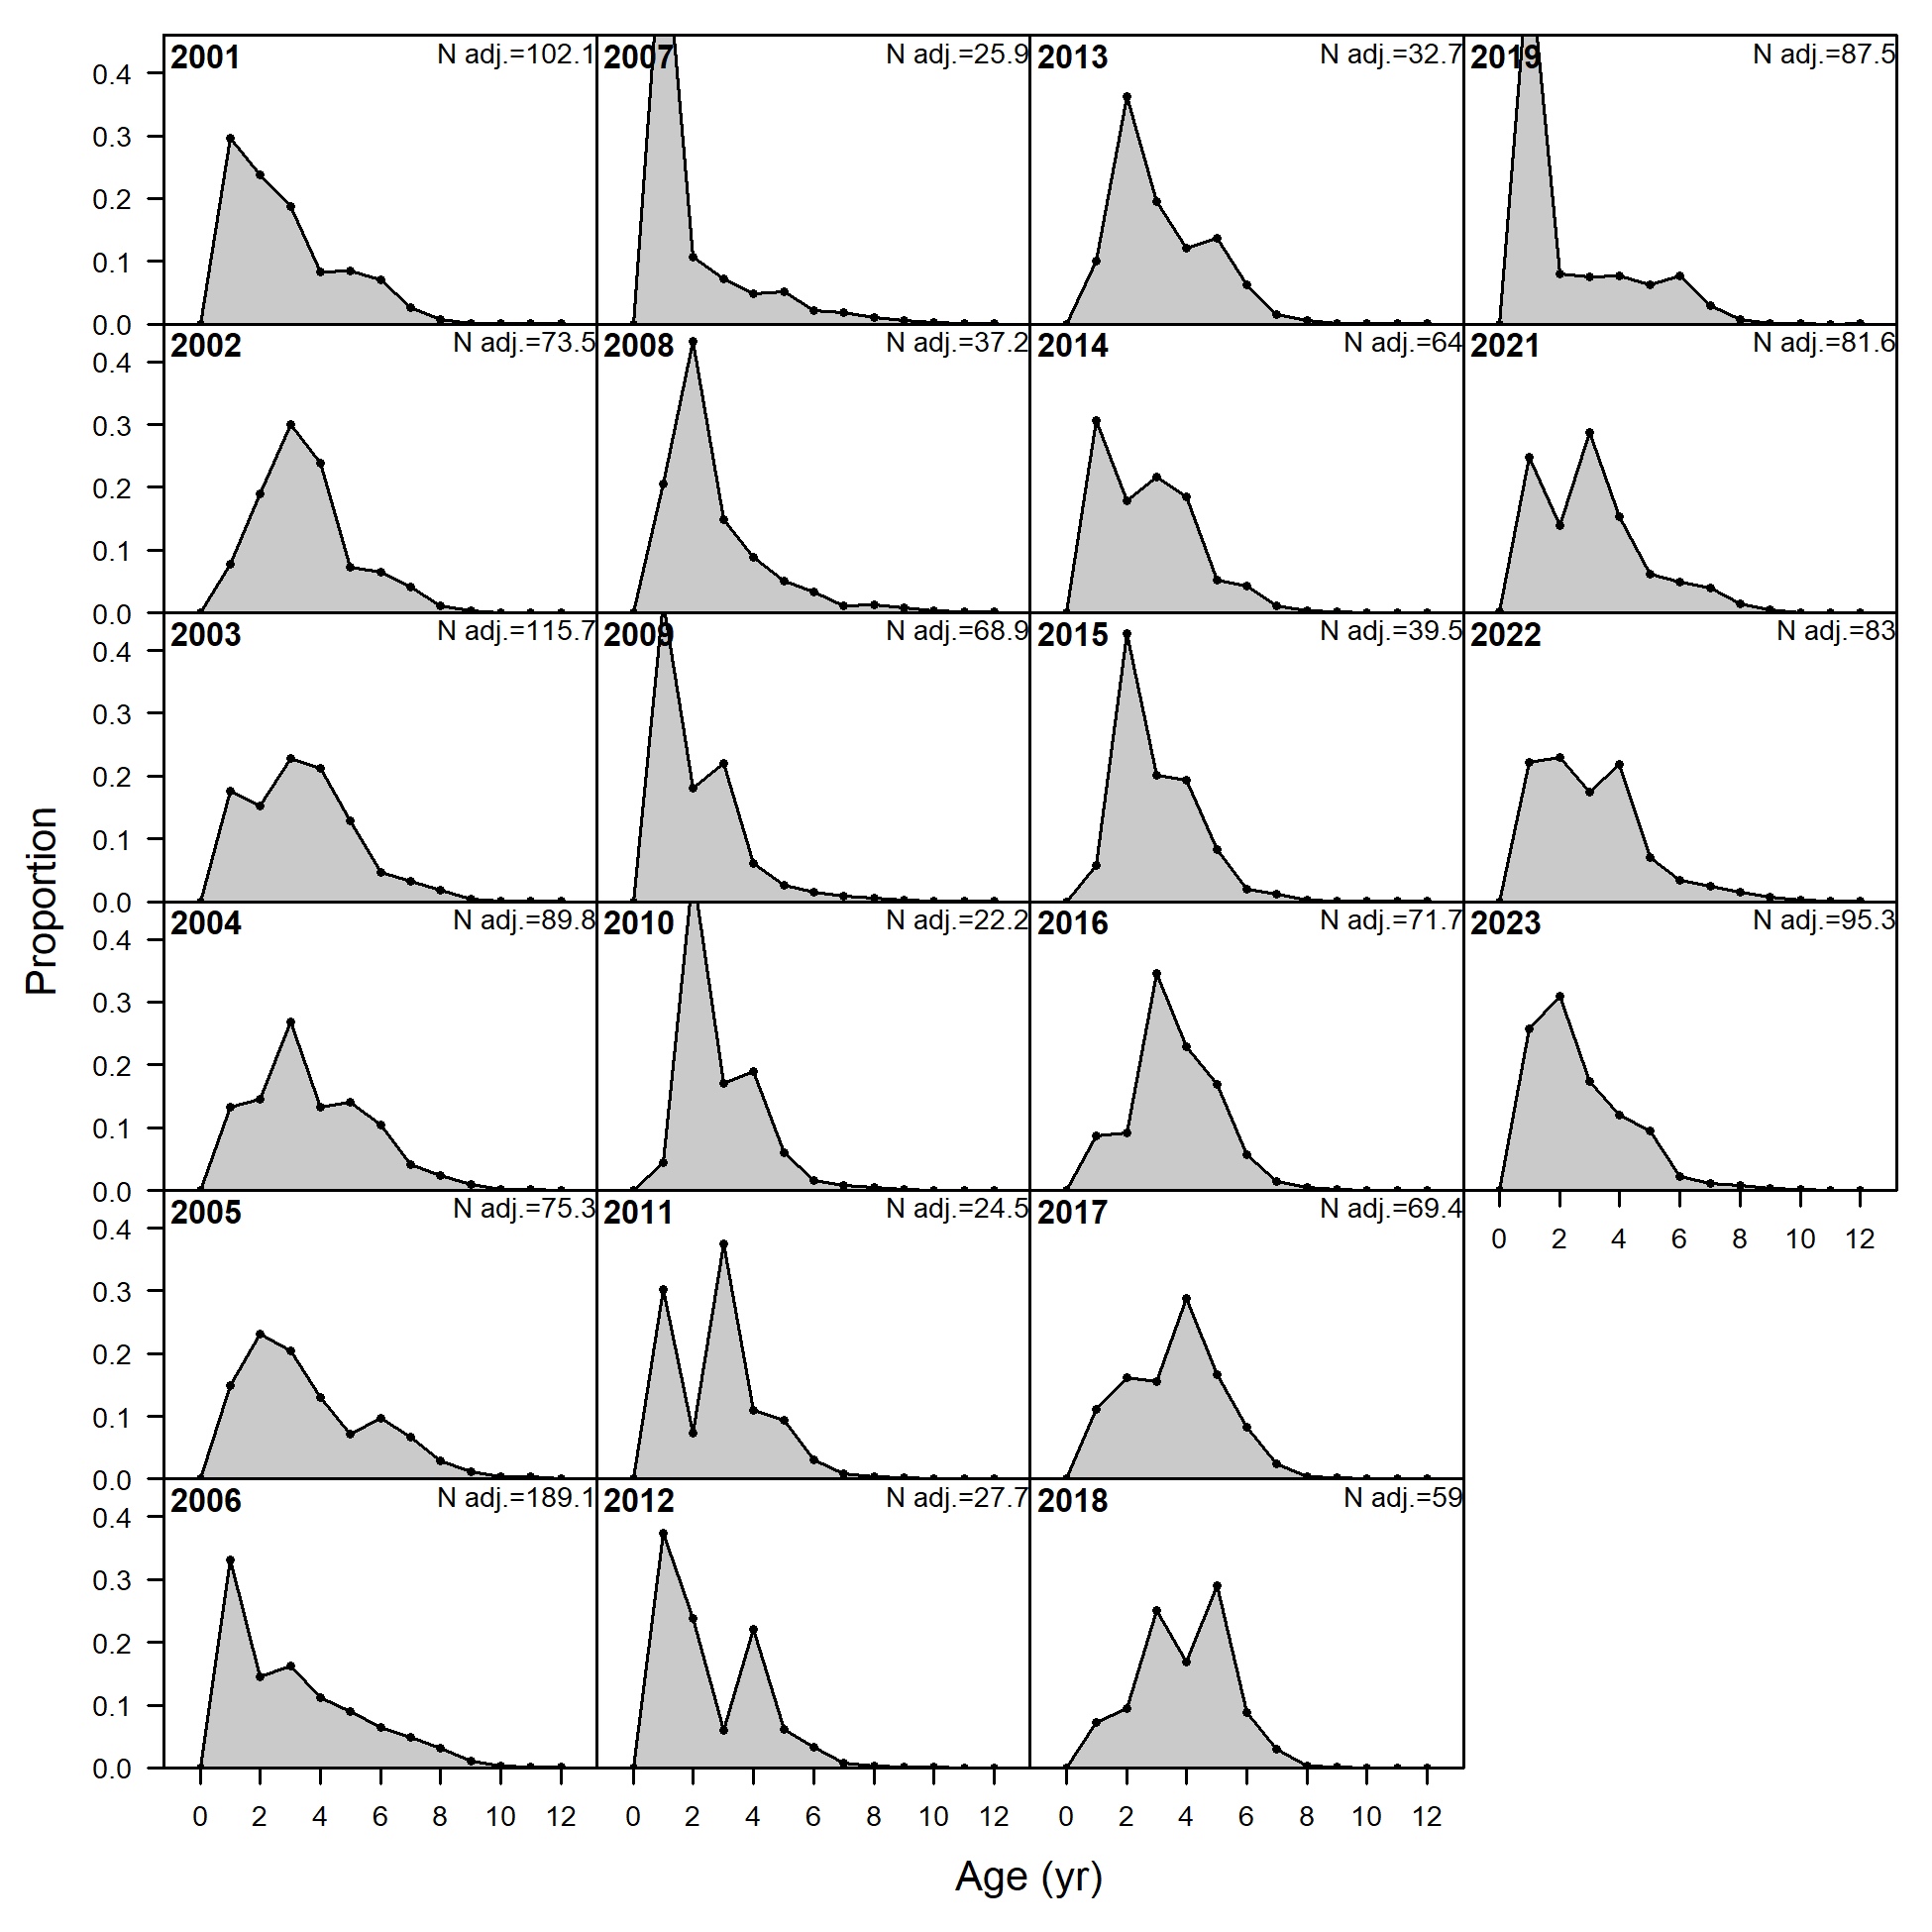 2001 N adj.=102.1
2007 N adj.=25.9
2013 N adj.=32.7
2019 N adj.=87.5
0.4
0.3
0.2
0.1
0.0
2002 N adj.=73.5
2008 N adj.=37.2
2014 N adj.=64
2021 N adj.=81.6
0.4
0.3
0.2
0.1
0.0
2003 N adj.=115.7
2009 N adj.=68.9
2015 N adj.=39.5
2022 N adj.=83
0.4
0.3
0.2
0.1
0.0
Proportion
2004 N adj.=89.8
2010 N adj.=22.2
2016 N adj.=71.7
2023 N adj.=95.3
0.4
0.3
0.2
0.1
0.0
0 2 4 6 8 10 12
2005 N adj.=75.3
2011 N adj.=24.5
2017 N adj.=69.4
0.4
0.3
0.2
0.1
0.0
2006 N adj.=189.1
2012 N adj.=27.7
2018 N adj.=59
0.4
0.3
0.2
0.1
0.0
0 2 4 6 8 10 12
0 2 4 6 8 10 12
0 2 4 6 8 10 12
Age (yr)